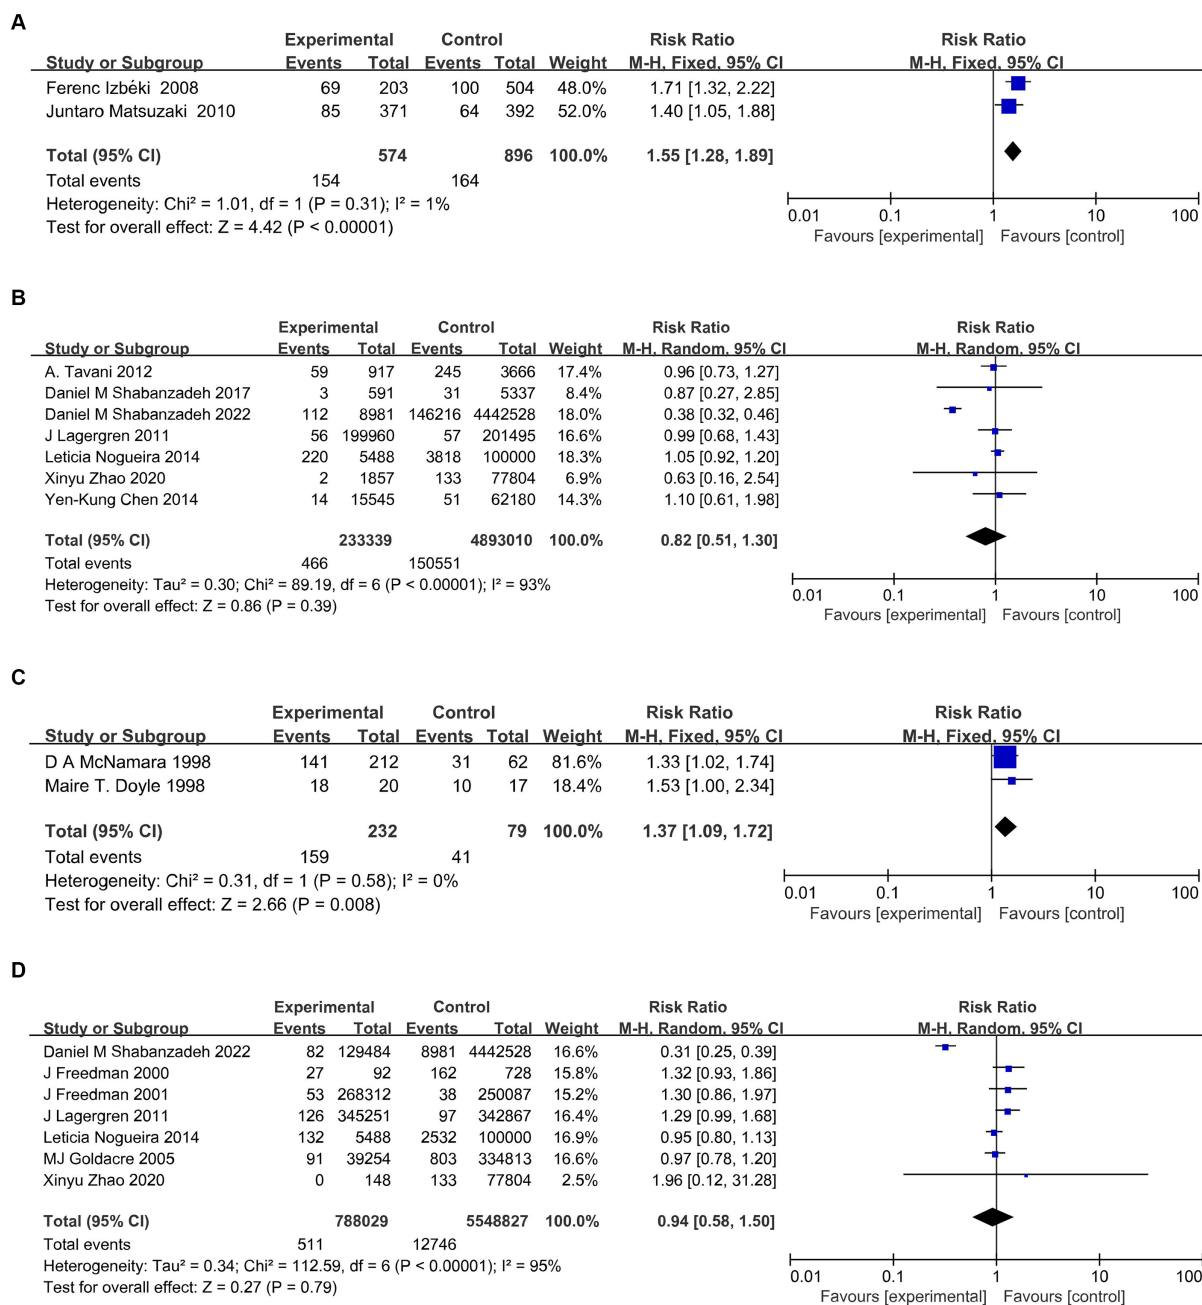 A
Experimental Control Risk Ratio Risk Ratio
Study or Subgroup Events Total Events Total Weight M-H, Fixed, 95% CI M-H, Fixed, 95% CI
Ferenc Izbéki 2008 69 203 100 504 48.0% 1.71 [1.32, 2.22]
Juntaro Matsuzaki 2010 85 371 64 392 52.0% 1.40 [1.05, 1.88]
Total (95% CI) 574 896 100.0% 1.55 [1.28, 1.89]
Total events 154 164
Heterogeneity: Chi² = 1.01, df = 1 (P = 0.31); I² = 1%
Test for overall effect: Z = 4.42 (P < 0.00001)
0.01 0.1 1 10 100
Favours [experimental] Favours [control]
B
Experimental Control Risk Ratio Risk Ratio
Study or Subgroup Events Total Events Total Weight M-H, Random, 95% CI M-H, Random, 95% CI
A. Tavani 2012 59 917 245 3666 17.4% 0.96 [0.73, 1.27]
Daniel M Shabanzadeh 2017 3 591 31 5337 8.4% 0.87 [0.27, 2.85]
Daniel M Shabanzadeh 2022 112 8981 146216 4442528 18.0% 0.38 [0.32, 0.46]
J Lagergren 2011 56 199960 57 201495 16.6% 0.99 [0.68, 1.43]
Leticia Nogueira 2014 220 5488 3818 100000 18.3% 1.05 [0.92, 1.20]
Xinyu Zhao 2020 2 1857 133 77804 6.9% 0.63 [0.16, 2.54]
Yen-Kung Chen 2014 14 15545 51 62180 14.3% 1.10 [0.61, 1.98]
Total (95% CI) 233339 4893010 100.0% 0.82 [0.51, 1.30]
Total events 466 150551
Heterogeneity: Tau² = 0.30; Chi² = 89.19, df = 6 (P < 0.00001); I² = 93%
Test for overall effect: Z = 0.86 (P = 0.39)
0.01 0.1 1 10 100
Favours [experimental] Favours [control]
C
Experimental Control Risk Ratio Risk Ratio
Study or Subgroup Events Total Events Total Weight M-H, Fixed, 95% CI M-H, Fixed, 95% CI
D A McNamara 1998 141 212 31 62 81.6% 1.33 [1.02, 1.74]
Maire T. Doyle 1998 18 20 10 17 18.4% 1.53 [1.00, 2.34]
Total (95% CI) 232 79 100.0% 1.37 [1.09, 1.72]
Total events 159 41
Heterogeneity: Chi² = 0.31, df = 1 (P = 0.58); I² = 0%
Test for overall effect: Z = 2.66 (P = 0.008)
0.01 0.1 1 10 100
Favours [experimental] Favours [control]
D
Experimental Control Risk Ratio Risk Ratio
Study or Subgroup Events Total Events Total Weight M-H, Random, 95% CI M-H, Random, 95% CI
Daniel M Shabanzadeh 2022 82 129484 8981 4442528 16.6% 0.31 [0.25, 0.39]
J Freedman 2000 27 92 162 728 15.8% 1.32 [0.93, 1.86]
J Freedman 2001 53 268312 38 250087 15.2% 1.30 [0.86, 1.97]
J Lagergren 2011 126 345251 97 342867 16.4% 1.29 [0.99, 1.68]
Leticia Nogueira 2014 132 5488 2532 100000 16.9% 0.95 [0.80, 1.13]
MJ Goldacre 2005 91 39254 803 334813 16.6% 0.97 [0.78, 1.20]
Xinyu Zhao 2020 0 148 133 77804 2.5% 1.96 [0.12, 31.28]
Total (95% CI) 788029 5548827 100.0% 0.94 [0.58, 1.50]
Total events 511 12746
Heterogeneity: Tau² = 0.34; Chi² = 112.59, df = 6 (P < 0.00001); I² = 95%
Test for overall effect: Z = 0.27 (P = 0.79)
0.01 0.1 1 10 100
Favours [experimental] Favours [control]